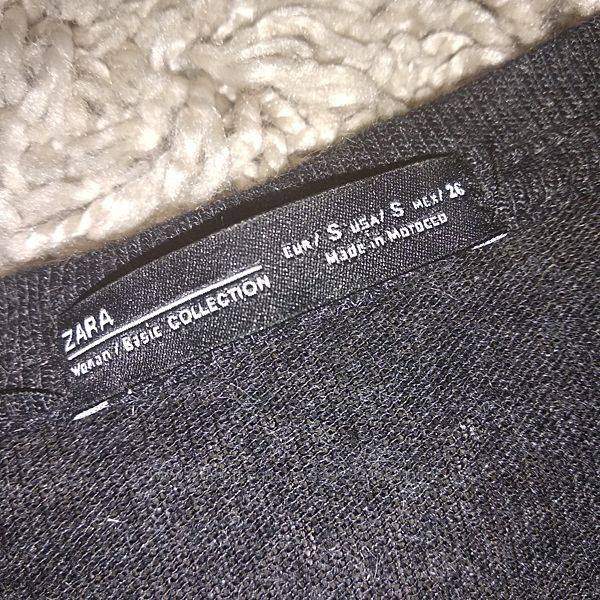 ZARA
Woman / Basic COLLECTION
EUR/ S USA/ S MEX/ 26
Made in Morocco